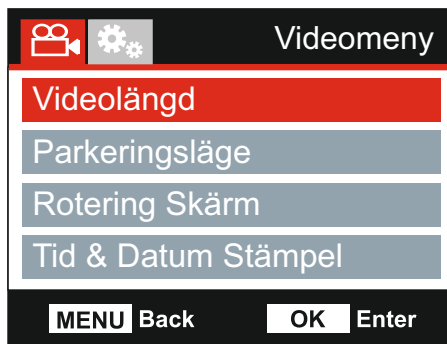 Videomeny
Videolängd
Parkeringsläge
Rotering Skärm
Tid & Datum Stämpel
MENU Back OK Enter